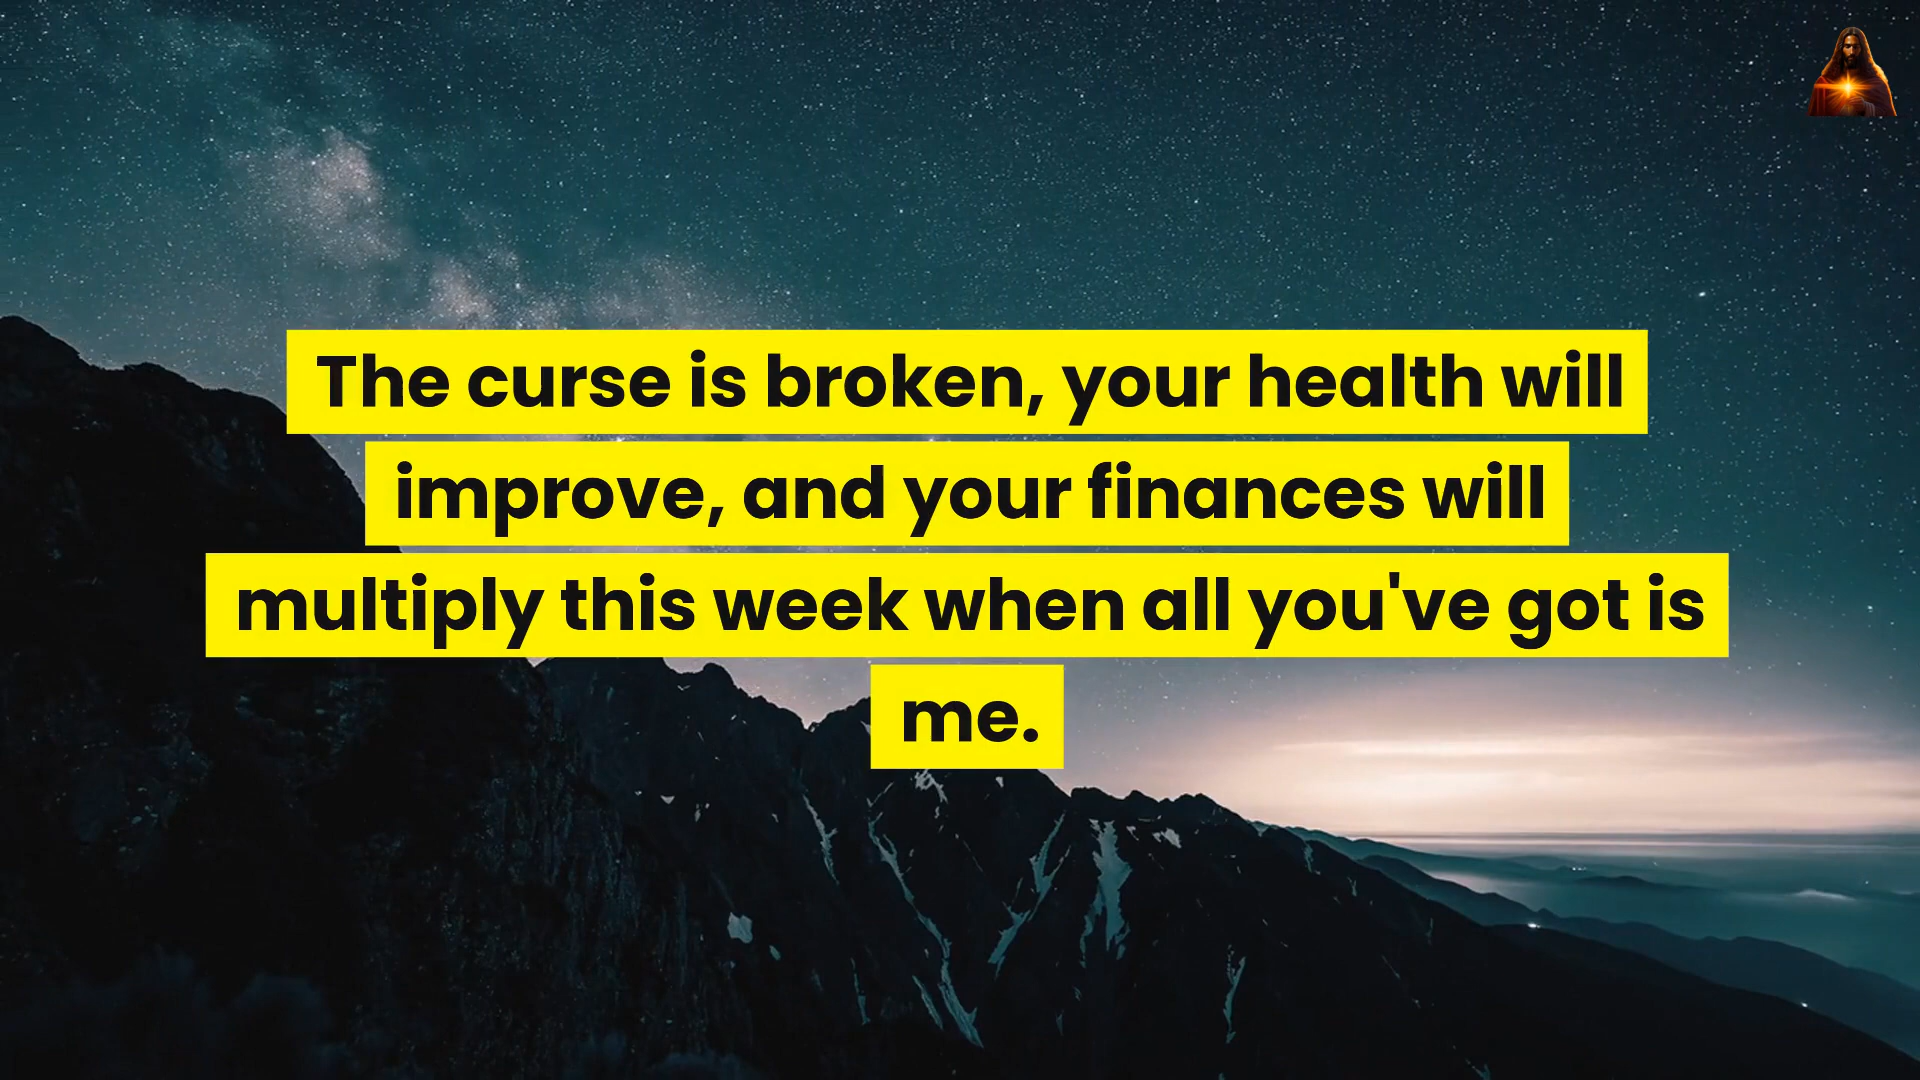 The curse is broken, your health will
improve, and your finances will
multiply this week when all you've got is
me.